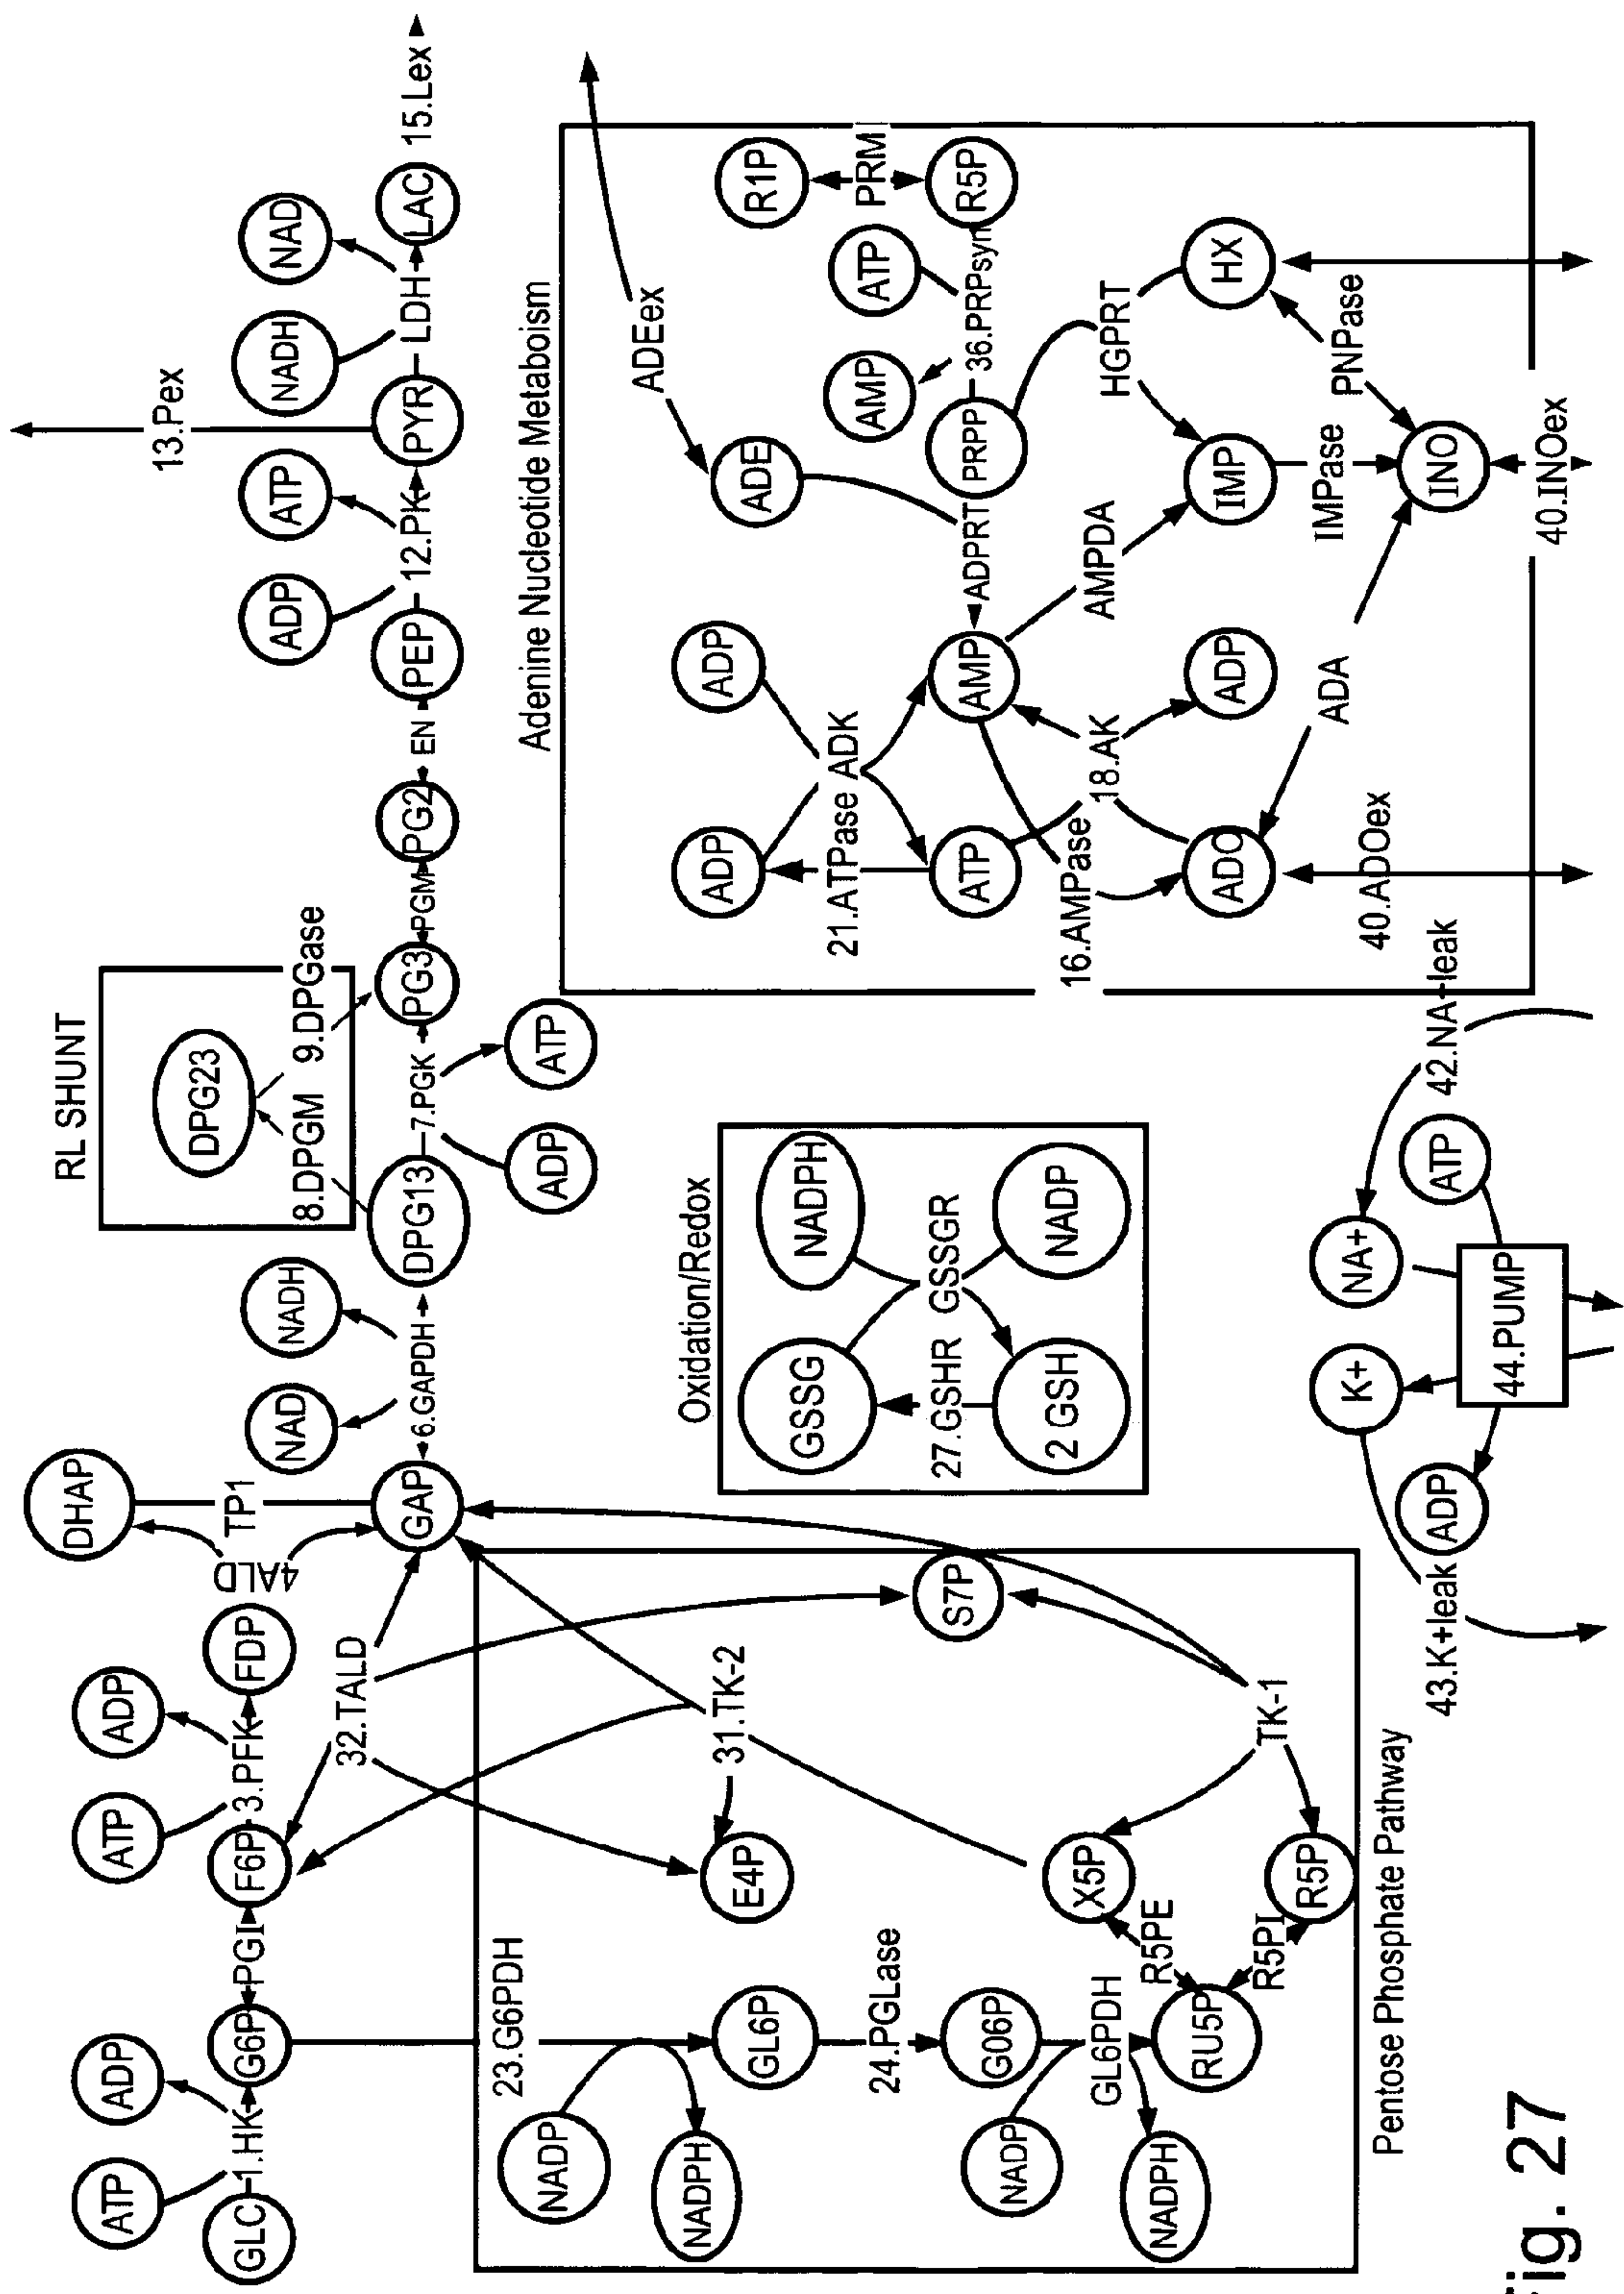 13.Pex
ATP
ADP
GLC
1.HK
G6P
PGI
F6P
ATP
ADP
3.PFK
FDP
4ALD
DHAP
TP1
GAP
NAD
NADH
6.GAPDH
DPG13
RL SHUNT
DPG23
8.DPGM
9.DPGase
7.PGK
ADP
ATP
PG3
PGM
PG2
EN
PEP
ADP
ATP
12.PK
PYR
NADH
NAD
LDH
LAC
15.Lex
32.TALD
23.G6PDH
NADP
NADPH
GL6P
24.PGLase
G06P
NADP
NADPH
GL6PDH
RU5P
R5PE
R5PI
X5P
R5P
E4P
31.TK-2
TK-1
S7P
Pentose Phosphate Pathway
Oxidation/Redox
GSSG
NADPH
27.GSHR
GSSGR
2 GSH
NADP
Adenine Nucleotide Metaboism
ADEex
ADP
ADP
21.ATPase
ADK
ATP
AMP
ADPRT
ADE
PRPP
AMP
ATP
36.PRPsyn
R1P
PRM
R5P
16.AMPase
18.AK
AMPDA
HGPRT
ADO
ADP
IMP
HX
ADA
IMPase
PNPase
INO
40.ADOex
40.INOex
43.K+leak
ADP
K+
NA+
ATP
44.PUMP
42.NA+leak
Fig. 27